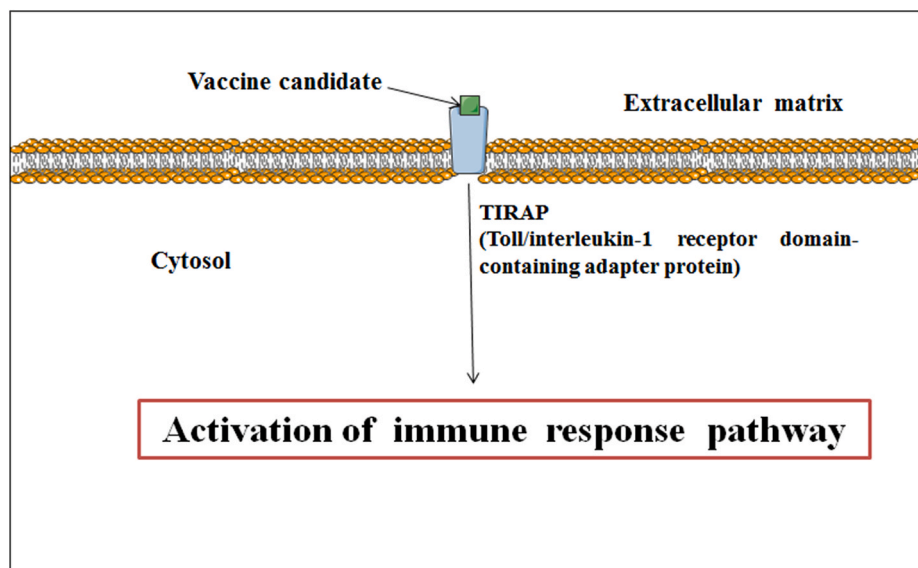 Vaccine candidate
Extracellular matrix
TIRAP
(Toll/interleukin-1 receptor domain-
containing adapter protein)
Cytosol
Activation of immune response pathway